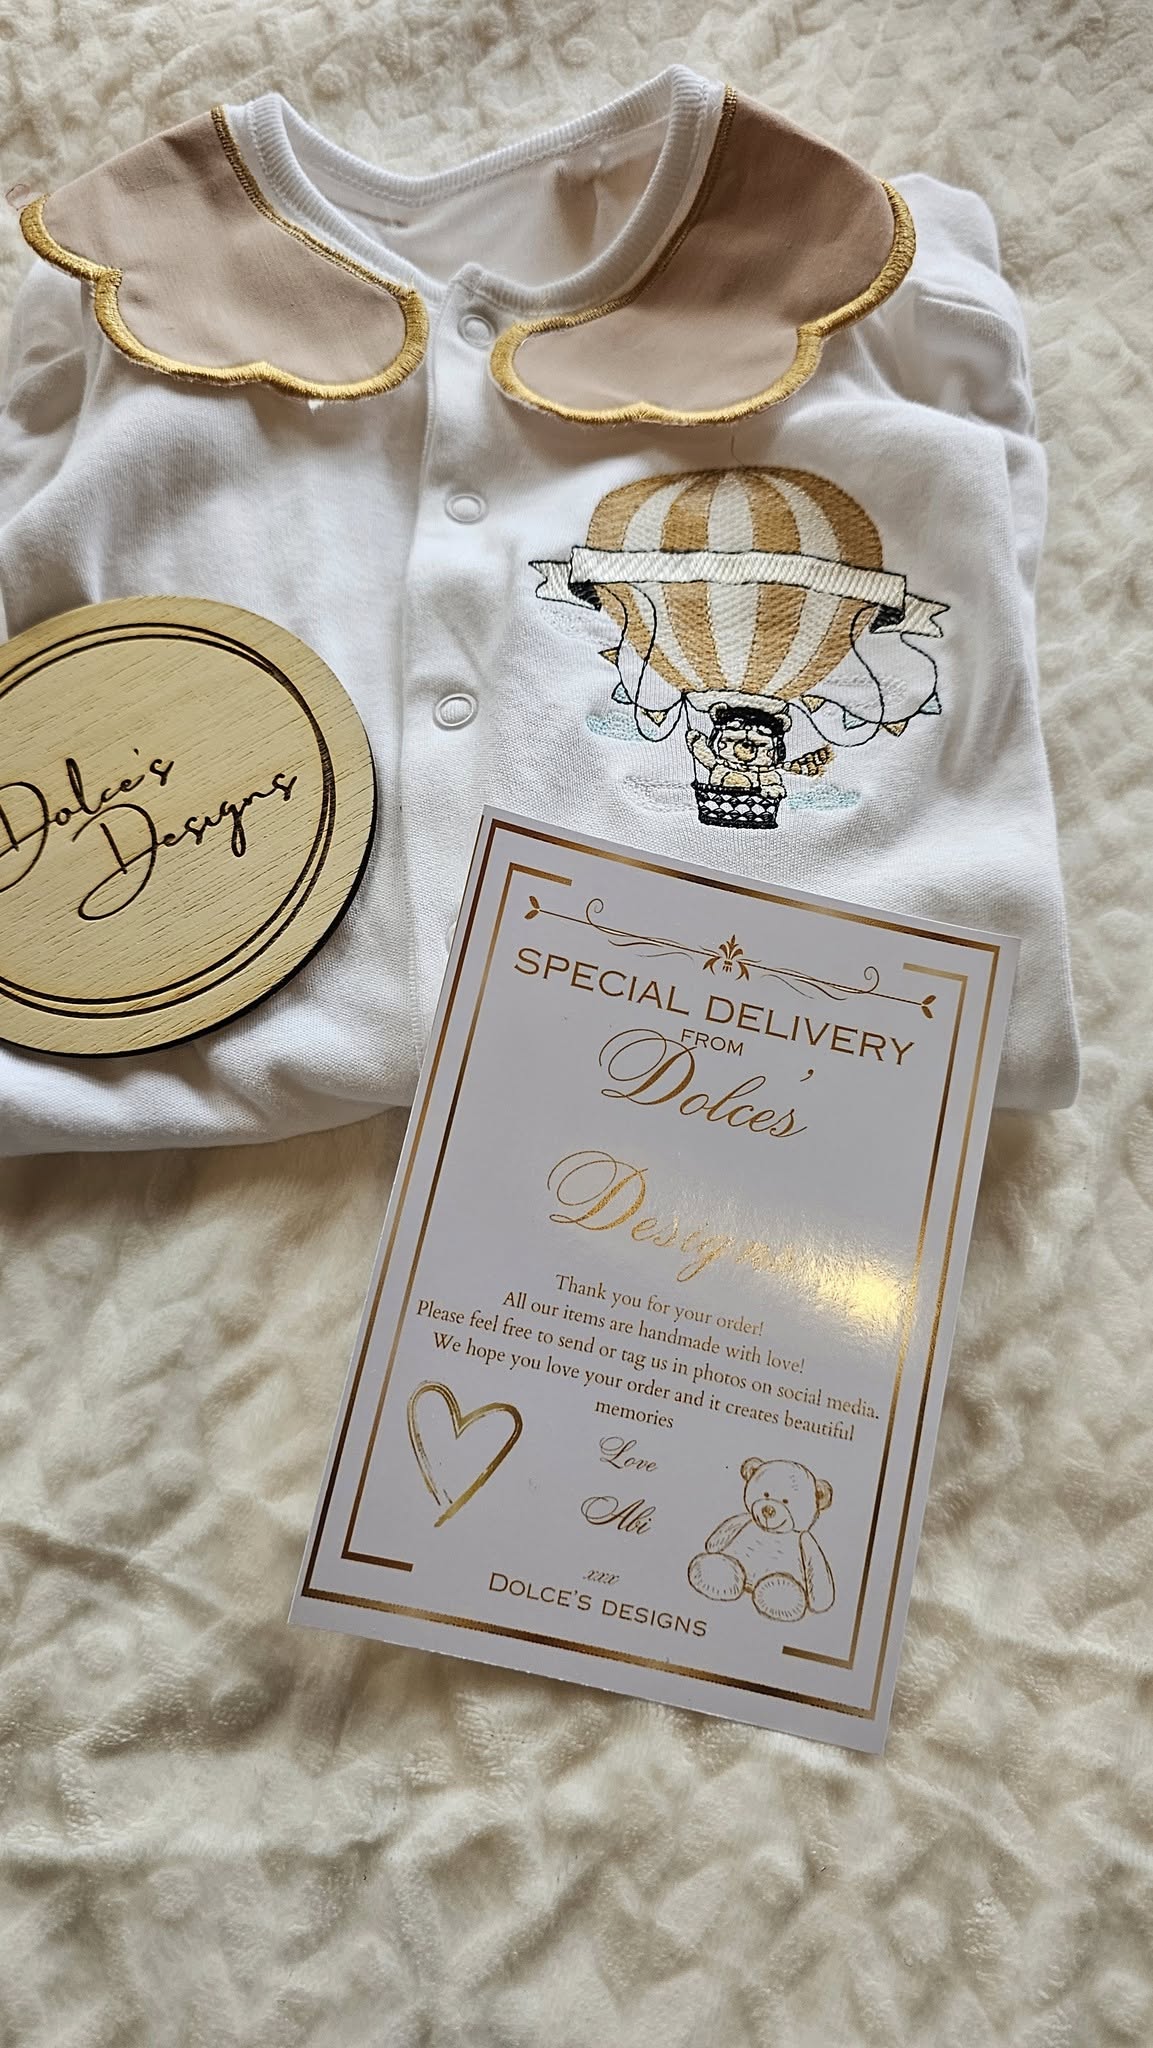 Dolce's
Designs
SPECIAL DELIVERY
FROM
Dolces'
Designs
Thank you for your order!
All our items are handmade with love!
Please feel free to send or tag us in photos on social media.
We hope you love your order and it creates beautiful
memories
Love
Abi
xxx
DOLCE'S DESIGNS